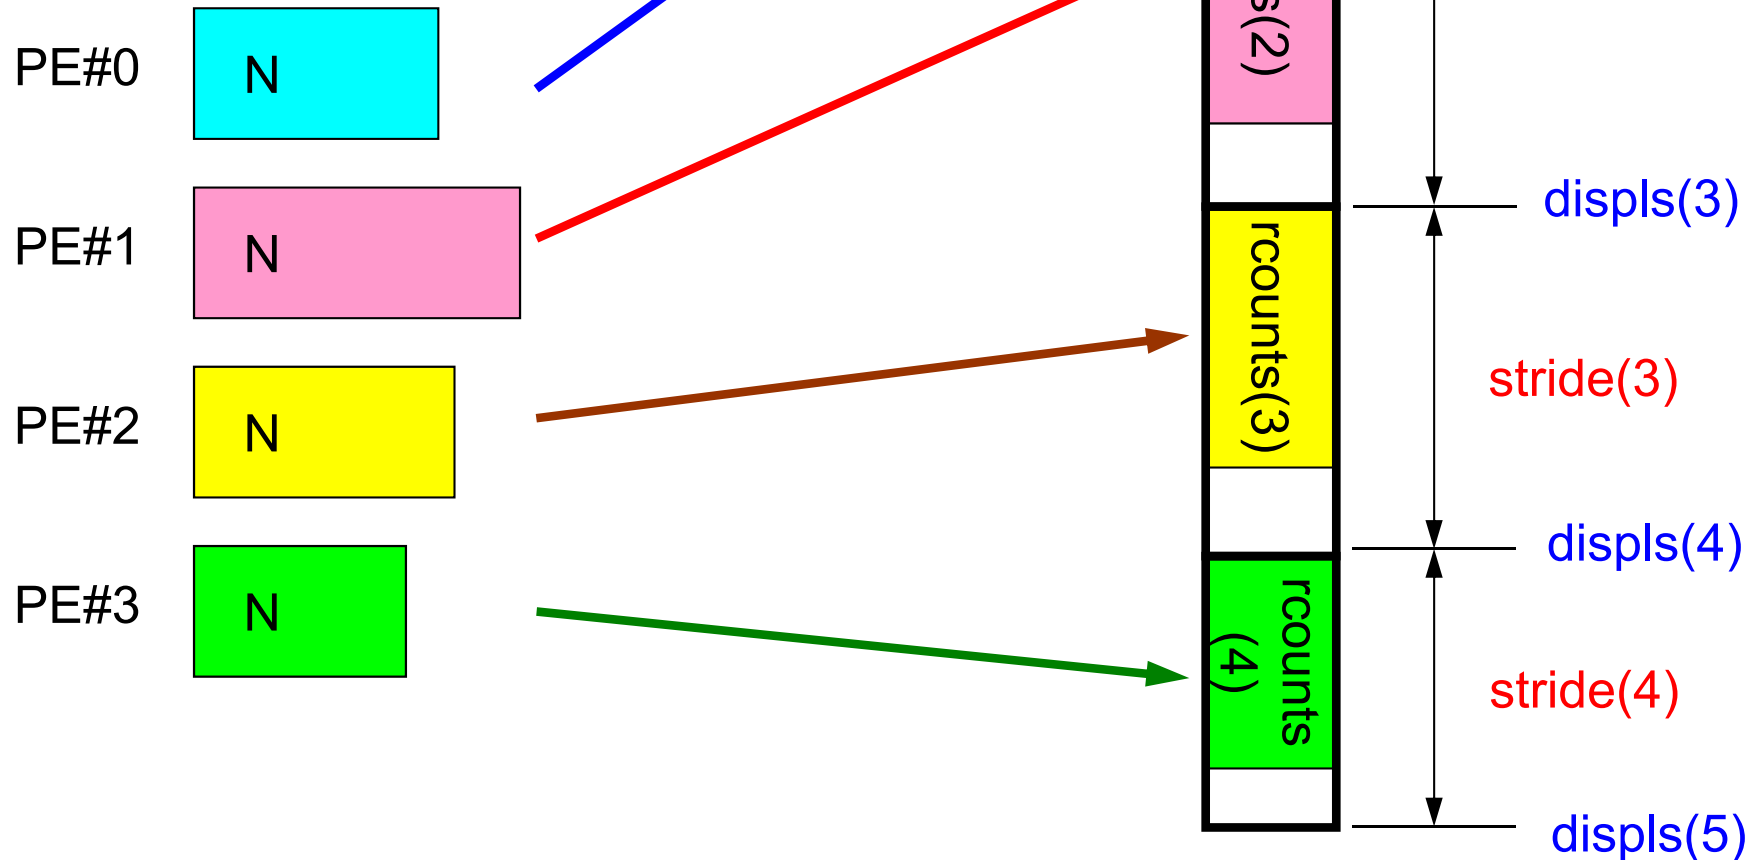 PE#0
N
s(2)
PE#1
N
displs(3)
rcounts(3)
stride(3)
PE#2
N
displs(4)
PE#3
N
rcounts
(4)
stride(4)
displs(5)